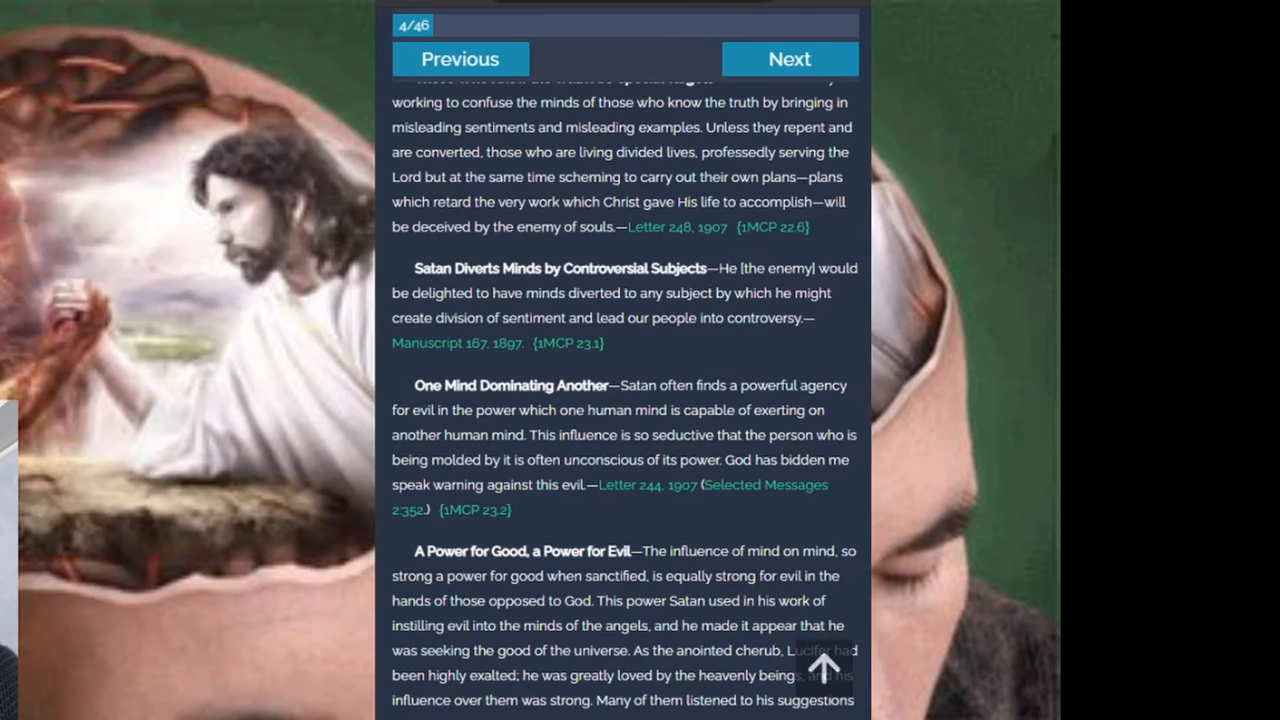 4/46
Previous
Next
working to confuse the minds of those who know the truth by bringing in
misleading sentiments and misleading examples. Unless they repent and
are converted, those who are living divided lives, professedly serving the
Lord but at the same time scheming to carry out their own plans—plans
which retard the very work which Christ gave His life to accomplish—will
be deceived by the enemy of souls.—Letter 248, 1907 {1MCP 22.6}
Satan Diverts Minds by Controversial Subjects—He [the enemy] would
be delighted to have minds diverted to any subject by which he might
create division of sentiment and lead our people into controversy.—
Manuscript 167, 1897. {1MCP 23.1}
One Mind Dominating Another—Satan often finds a powerful agency
for evil in the power which one human mind is capable of exerting on
another human mind. This influence is so seductive that the person who is
being molded by it is often unconscious of its power. God has bidden me
speak warning against this evil.—Letter 244, 1907 (Selected Messages
2:352.) {1MCP 23.2}
A Power for Good, a Power for Evil—The influence of mind on mind, so
strong a power for good when sanctified, is equally strong for evil in the
hands of those opposed to God. This power Satan used in his work of
instilling evil into the minds of the angels, and he made it appear that he
was seeking the good of the universe. As the anointed cherub, Lucifer had
been highly exalted; he was greatly loved by the heavenly beings, and his
influence over them was strong. Many of them listened to his suggestions